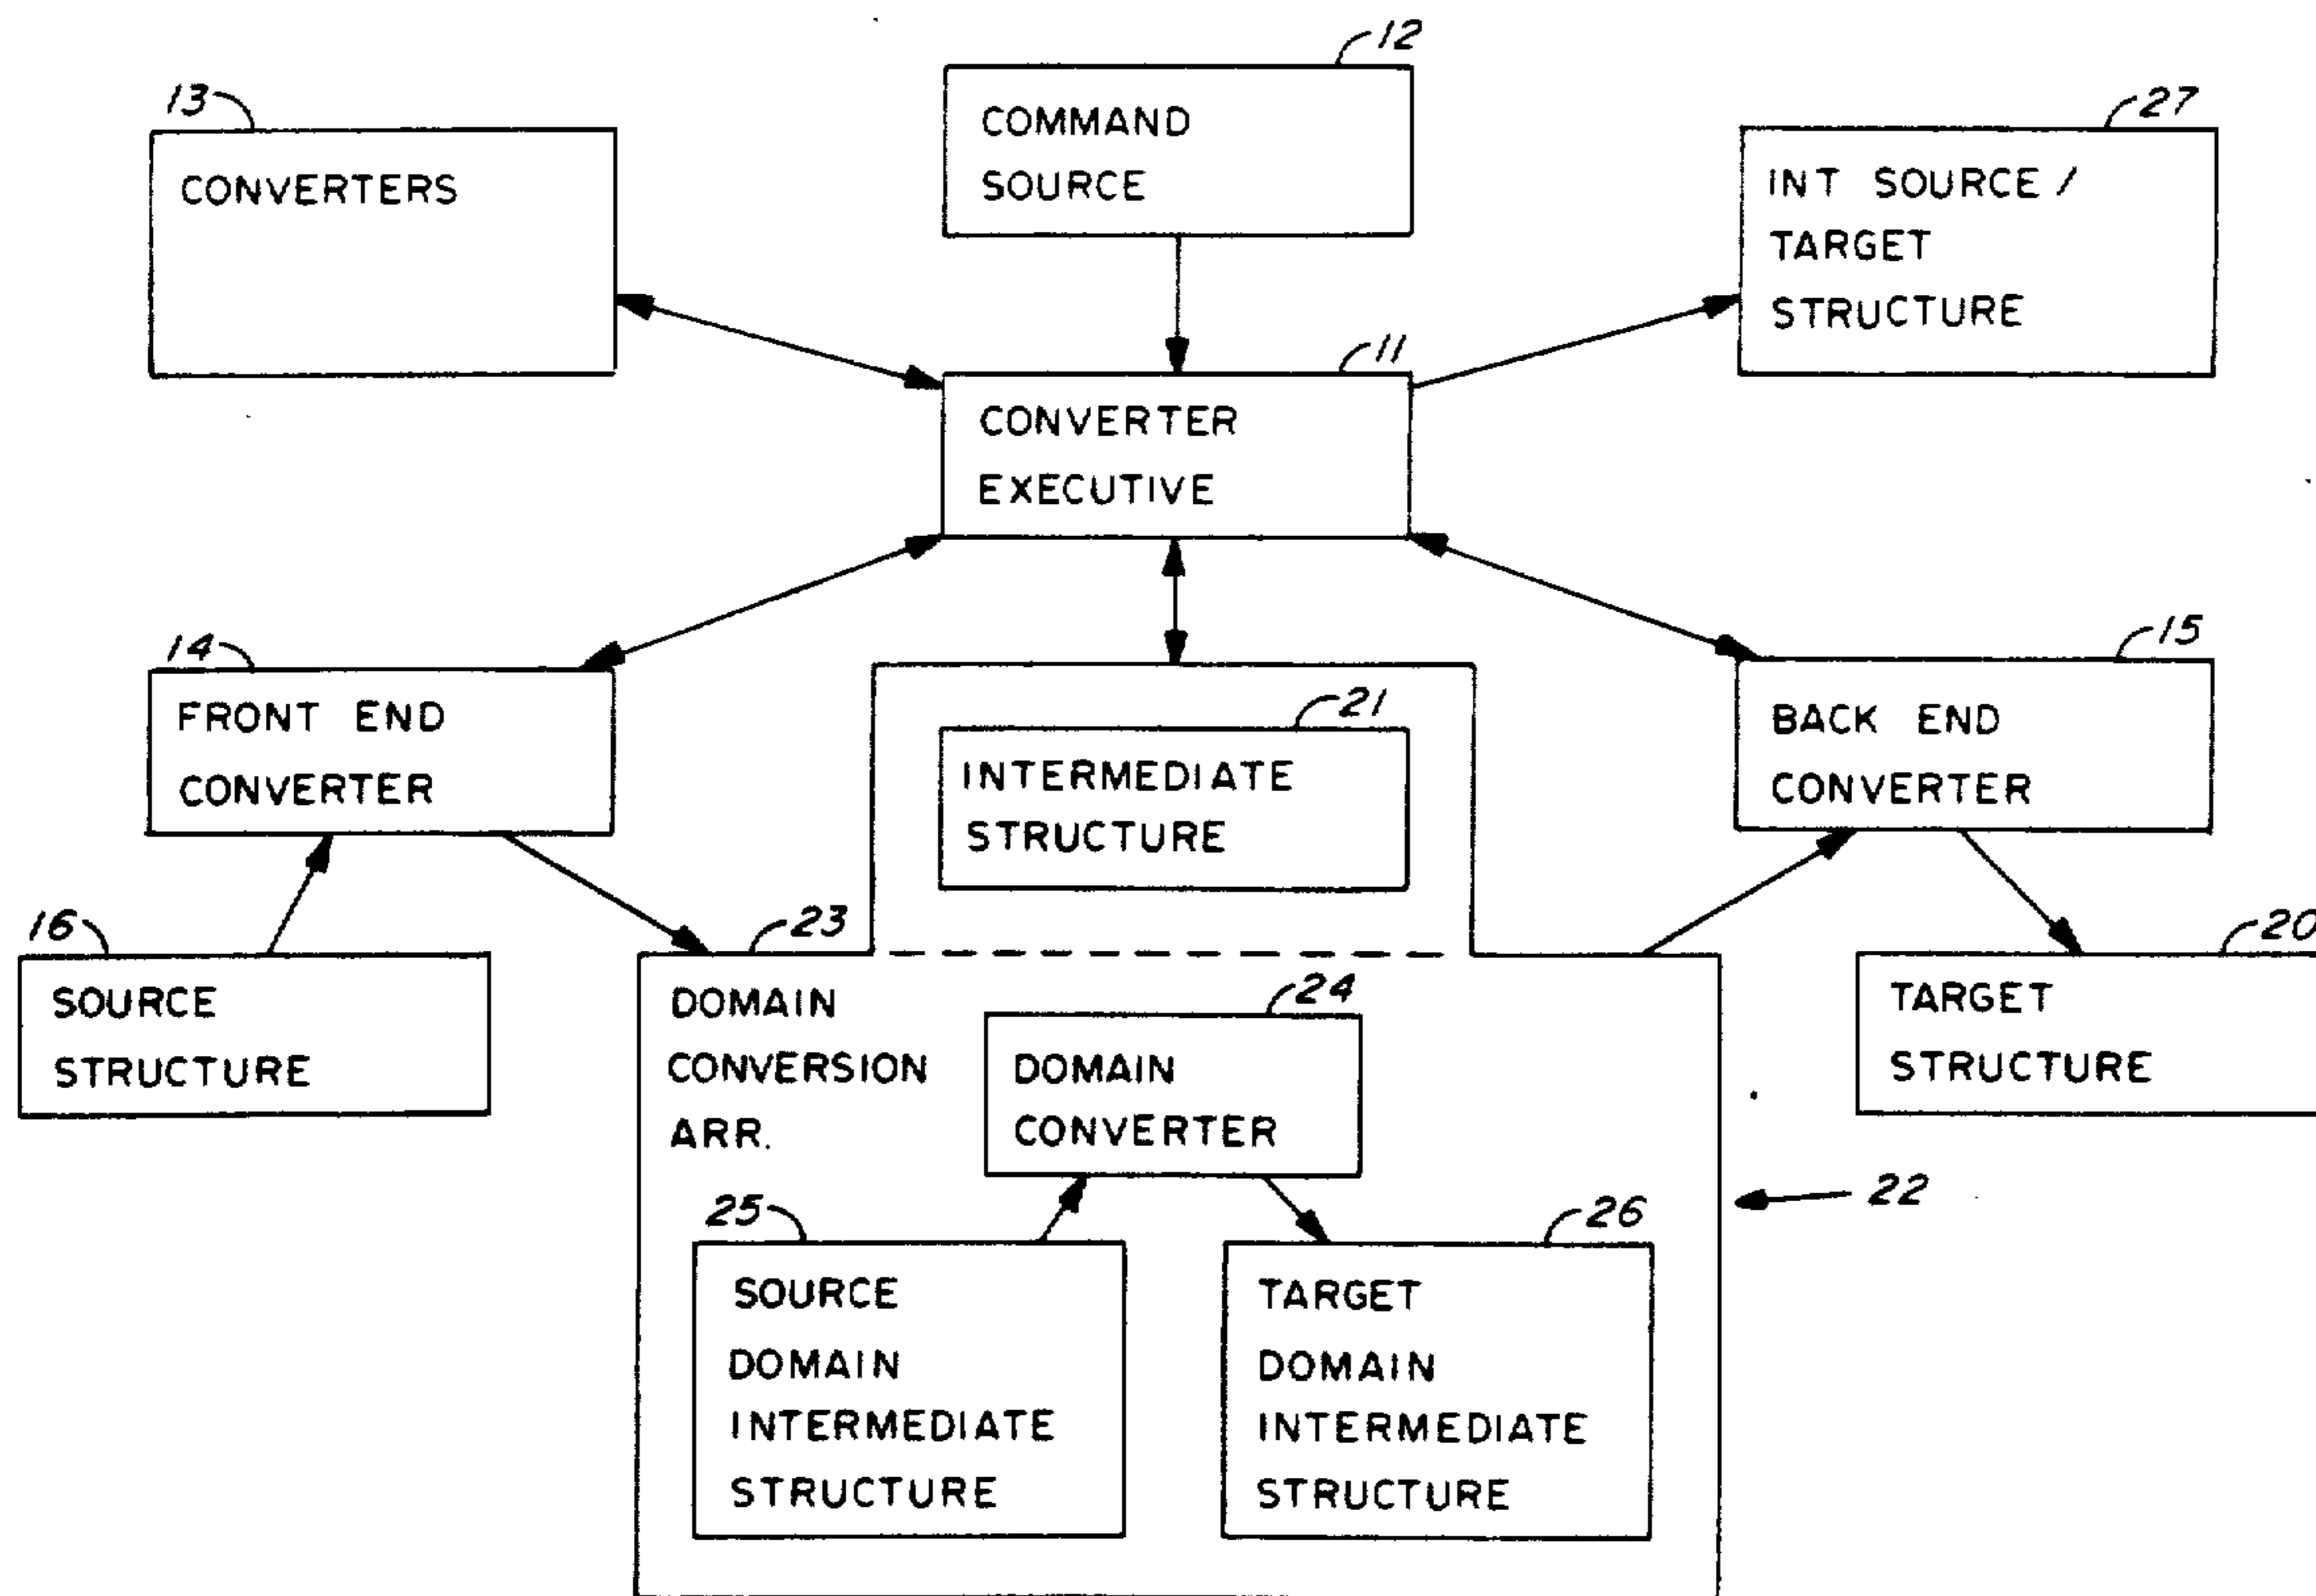 12
COMMAND
SOURCE
13
CONVERTERS
27
INT SOURCE /
TARGET
STRUCTURE
11
CONVERTER
EXECUTIVE
14
FRONT END
CONVERTER
21
INTERMEDIATE
STRUCTURE
15
BACK END
CONVERTER
16
SOURCE
STRUCTURE
23
DOMAIN
CONVERSION
ARR.
24
DOMAIN
CONVERTER
20
TARGET
STRUCTURE
22
25
SOURCE
DOMAIN
INTERMEDIATE
STRUCTURE
26
TARGET
DOMAIN
INTERMEDIATE
STRUCTURE